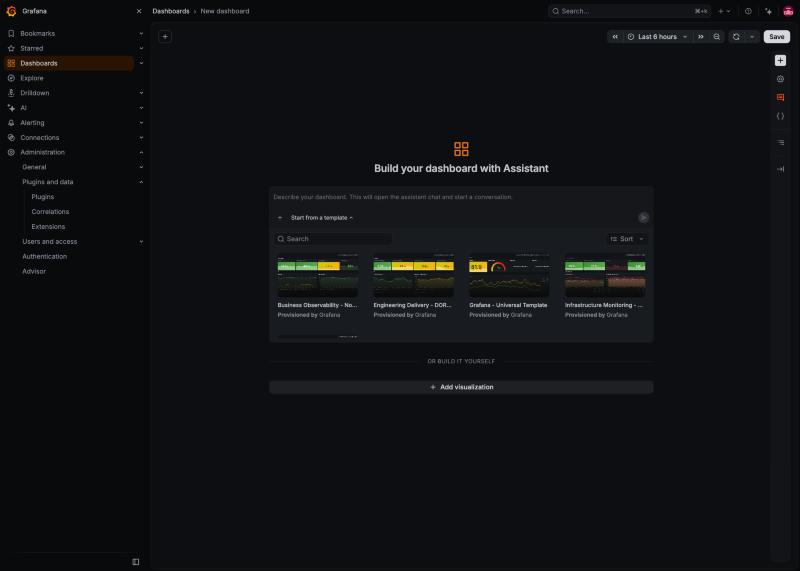 Grafana
Dashboards › New dashboard
Search...
⌘+k
Bookmarks
Starred
Dashboards
Explore
Drilldown
AI
Alerting
Connections
Administration
General
Plugins and data
Plugins
Correlations
Extensions
Users and access
Authentication
Advisor
Last 6 hours
Save
Build your dashboard with Assistant
Describe your dashboard. This will open the assistant chat and start a conversation.
Start from a template
Search
Sort
Business Observability - No...
Provisioned by Grafana
Engineering Delivery - DOR...
Provisioned by Grafana
Grafana - Universal Template
Provisioned by Grafana
Infrastructure Monitoring - ...
Provisioned by Grafana
OR BUILD IT YOURSELF
Add visualization